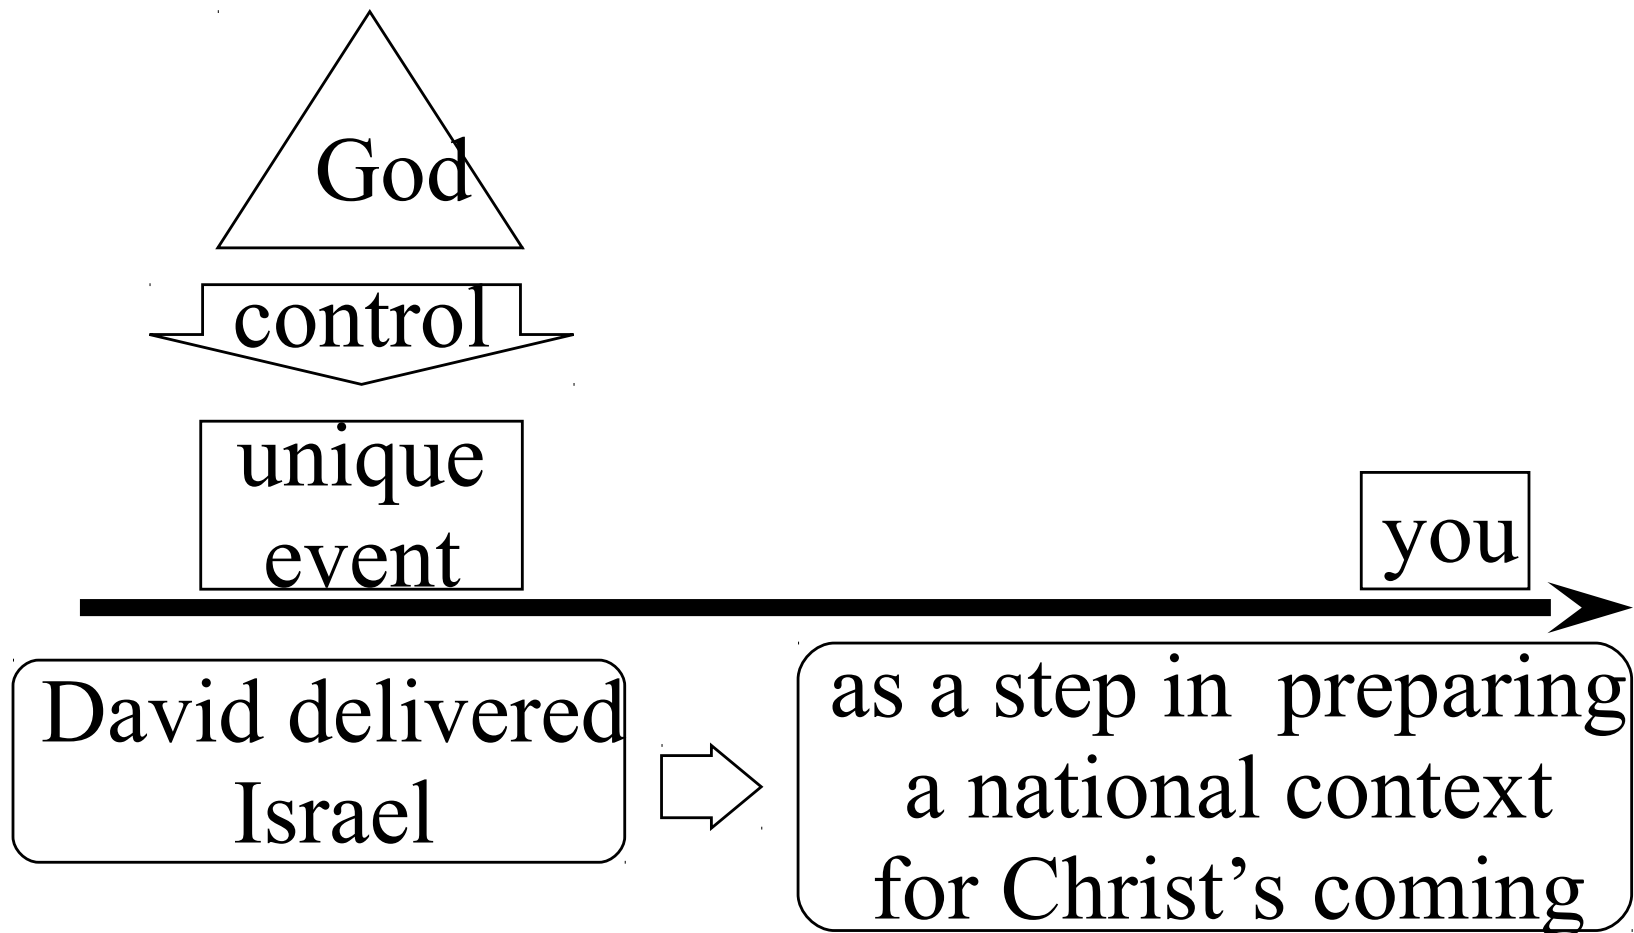 God
control
unique
event
you
David delivered
Israel
as a step in preparing
a national context
for Christ’s coming